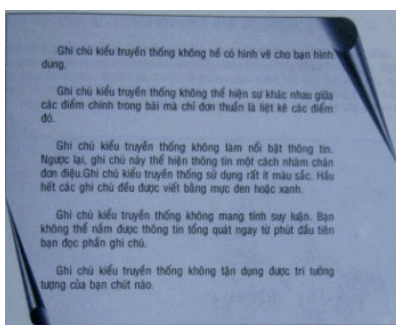 Ghi chú kiểu truyền thống không hề có hình vẽ cho bạn hình
dung.
Ghi chú kiểu truyền thống không thể hiện sự khác nhau giữa
các điểm chính trong bài mà chỉ đơn thuần là liệt kê các điểm
đó.
Ghi chú kiểu truyền thống không làm nổi bật thông tin.
Ngược lại, ghi chú này thể hiện thông tin một cách nhàm chán
đơn điệu.Ghi chú kiểu truyền thống sử dụng rất ít màu sắc. Hầu
hết các ghi chú đều được viết bằng mực đen hoặc xanh.
Ghi chú kiểu truyền thống không mang tính suy luận. Bạn
không thể nắm được thông tin tổng quát ngay từ phút đầu tiên
bạn đọc phần ghi chú.
Ghi chú kiểu truyền thống không tận dụng được trí tưởng
tượng của bạn chút nào.